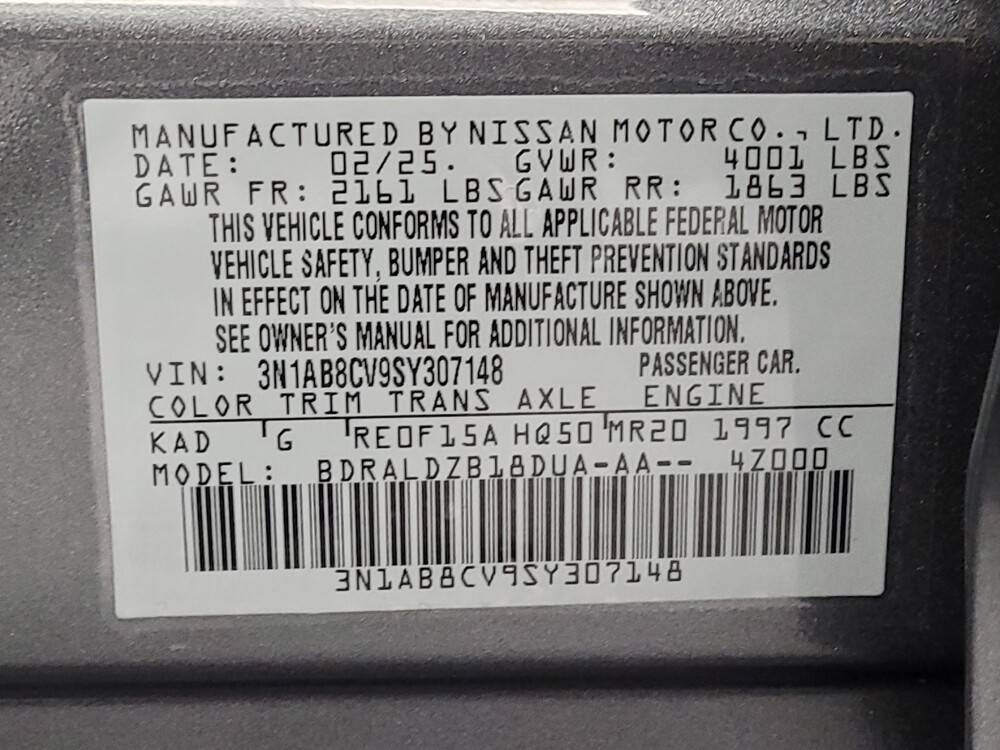 MANUFACTURED BY NISSAN MOTOR CO., LTD.
DATE: 02/25. GVWR: 4001 LBS
GAWR FR: 2161 LBS GAWR RR: 1863 LBS
THIS VEHICLE CONFORMS TO ALL APPLICABLE FEDERAL MOTOR
VEHICLE SAFETY, BUMPER AND THEFT PREVENTION STANDARDS
IN EFFECT ON THE DATE OF MANUFACTURE SHOWN ABOVE.
SEE OWNER'S MANUAL FOR ADDITIONAL INFORMATION.
VIN: 3N1AB8CV9SY307148 PASSENGER CAR.
COLOR TRIM TRANS AXLE ENGINE
KAD G RE0F15A HQ50 MR20 1997 CC
MODEL: BDRALDZB18DUA-AA-- 4Z000
3N1AB8CV9SY307148